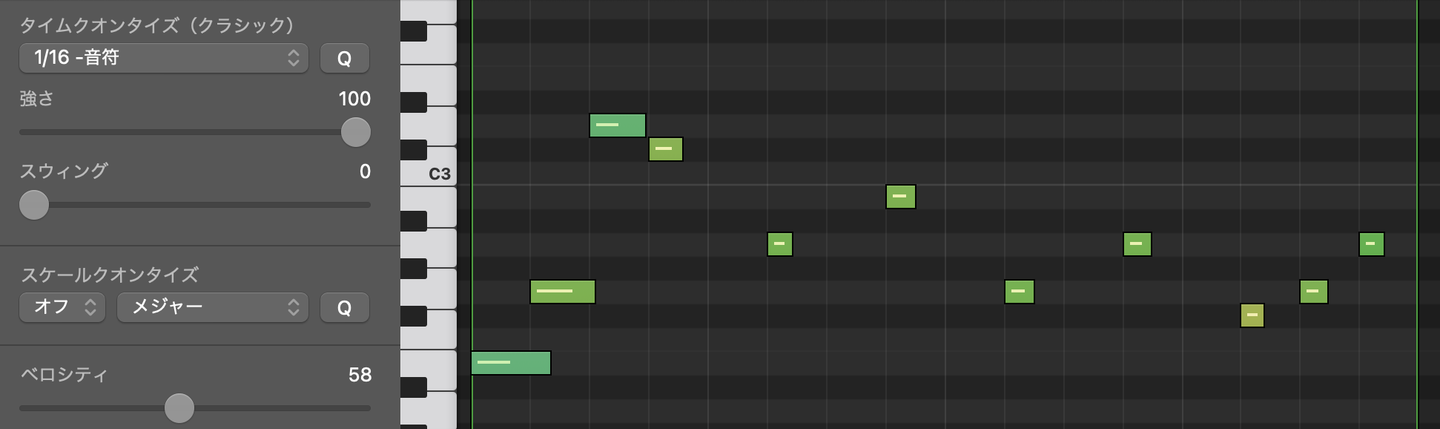 タイムクオンタイズ（クラシック）
1/16 -音符
Q
強さ 100
スウィング 0
スケールクオンタイズ
オフ メジャー Q
ベロシティ 58
C3